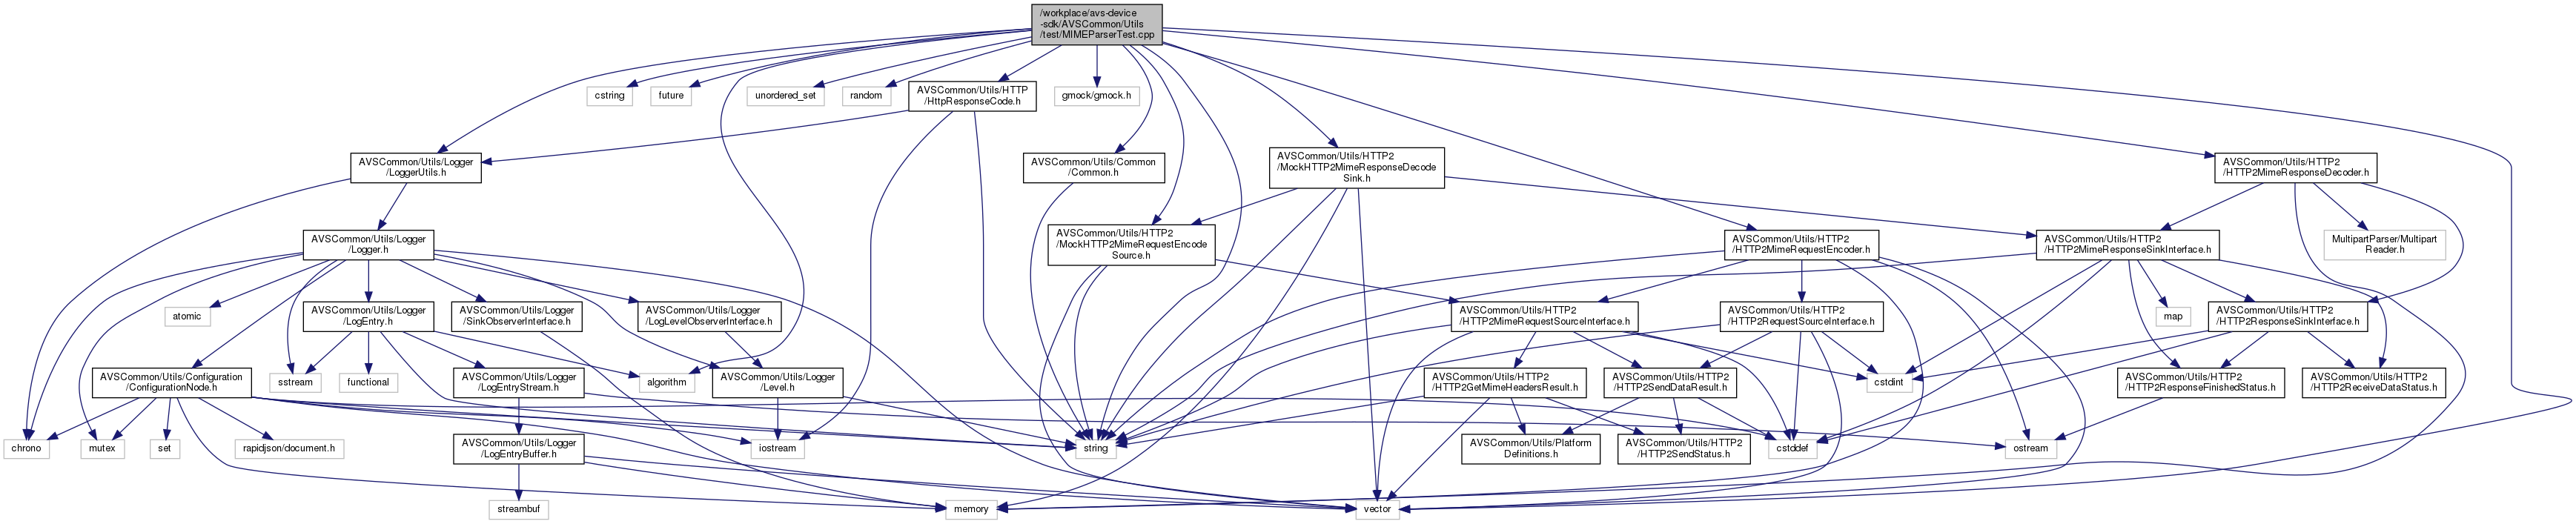 /workplace/avs-device
-sdk/AVSCommon/Utils
/test/MIMEParserTest.cpp
cstring
future
unordered_set
random
AVSCommon/Utils/HTTP
/HttpResponseCode.h
gmock/gmock.h
AVSCommon/Utils/Logger
/LoggerUtils.h
AVSCommon/Utils/Common
/Common.h
AVSCommon/Utils/HTTP2
/MockHTTP2MimeResponseDecode
Sink.h
AVSCommon/Utils/HTTP2
/HTTP2MimeResponseDecoder.h
AVSCommon/Utils/Logger
/Logger.h
AVSCommon/Utils/HTTP2
/MockHTTP2MimeRequestEncode
Source.h
AVSCommon/Utils/HTTP2
/HTTP2MimeRequestEncoder.h
AVSCommon/Utils/HTTP2
/HTTP2MimeResponseSinkInterface.h
MultipartParser/Multipart
Reader.h
atomic
AVSCommon/Utils/Logger
/LogEntry.h
AVSCommon/Utils/Logger
/SinkObserverInterface.h
AVSCommon/Utils/Logger
/LogLevelObserverInterface.h
AVSCommon/Utils/HTTP2
/HTTP2MimeRequestSourceInterface.h
AVSCommon/Utils/HTTP2
/HTTP2RequestSourceInterface.h
map
AVSCommon/Utils/HTTP2
/HTTP2ResponseSinkInterface.h
AVSCommon/Utils/Configuration
/ConfigurationNode.h
sstream
functional
AVSCommon/Utils/Logger
/LogEntryStream.h
algorithm
AVSCommon/Utils/Logger
/Level.h
AVSCommon/Utils/HTTP2
/HTTP2GetMimeHeadersResult.h
AVSCommon/Utils/HTTP2
/HTTP2SendDataResult.h
cstdint
AVSCommon/Utils/HTTP2
/HTTP2ResponseFinishedStatus.h
AVSCommon/Utils/HTTP2
/HTTP2ReceiveDataStatus.h
chrono
mutex
set
rapidjson/document.h
AVSCommon/Utils/Logger
/LogEntryBuffer.h
iostream
string
AVSCommon/Utils/Platform
Definitions.h
AVSCommon/Utils/HTTP2
/HTTP2SendStatus.h
cstddef
ostream
streambuf
memory
vector